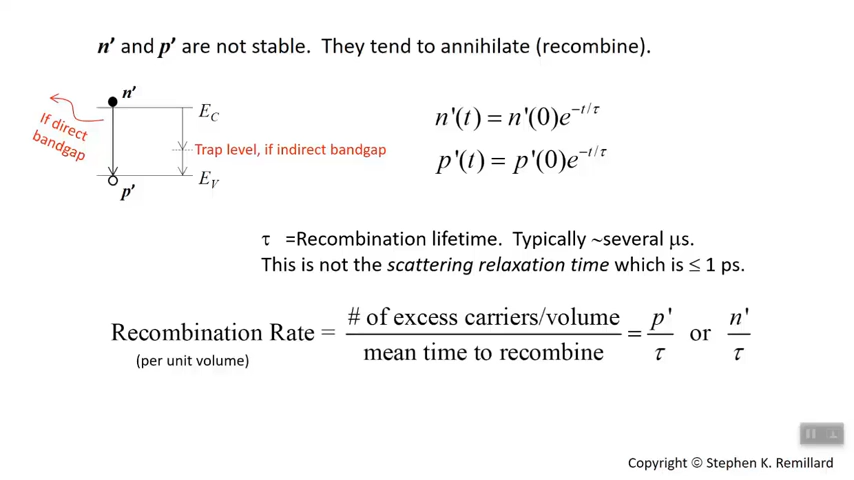 n' and p' are not stable. They tend to annihilate (recombine).
n'
If direct
bandgap
E_C
Trap level, if indirect bandgap
E_V
p'
n'(t) = n'(0)e^{-t/τ}
p'(t) = p'(0)e^{-t/τ}
τ =Recombination lifetime. Typically ~several μs.
This is not the scattering relaxation time which is ≤ 1 ps.
Recombination Rate = # of excess carriers/volume / mean time to recombine = p'/τ or n'/τ
(per unit volume)
Copyright © Stephen K. Remillard